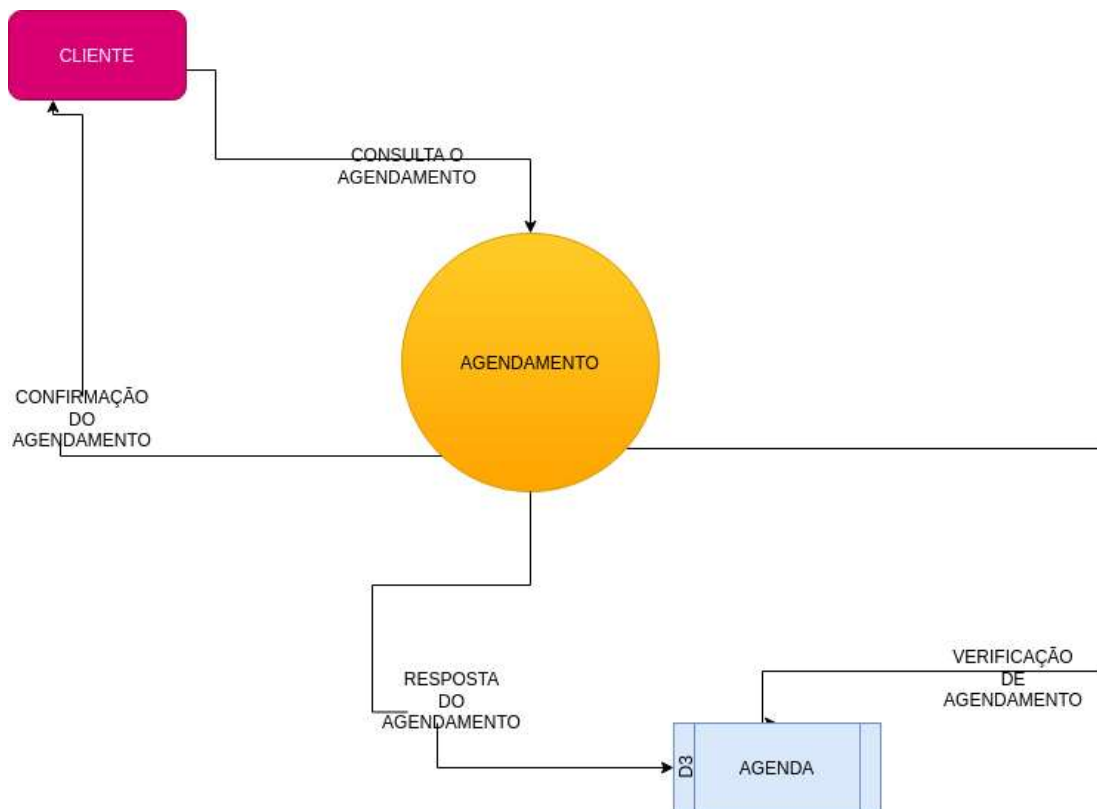 CLIENTE
CONSULTA O
AGENDAMENTO
AGENDAMENTO
CONFIRMAÇÃO
DO
AGENDAMENTO
RESPOSTA
DO
AGENDAMENTO
VERIFICAÇÃO
DE
AGENDAMENTO
D3
AGENDA